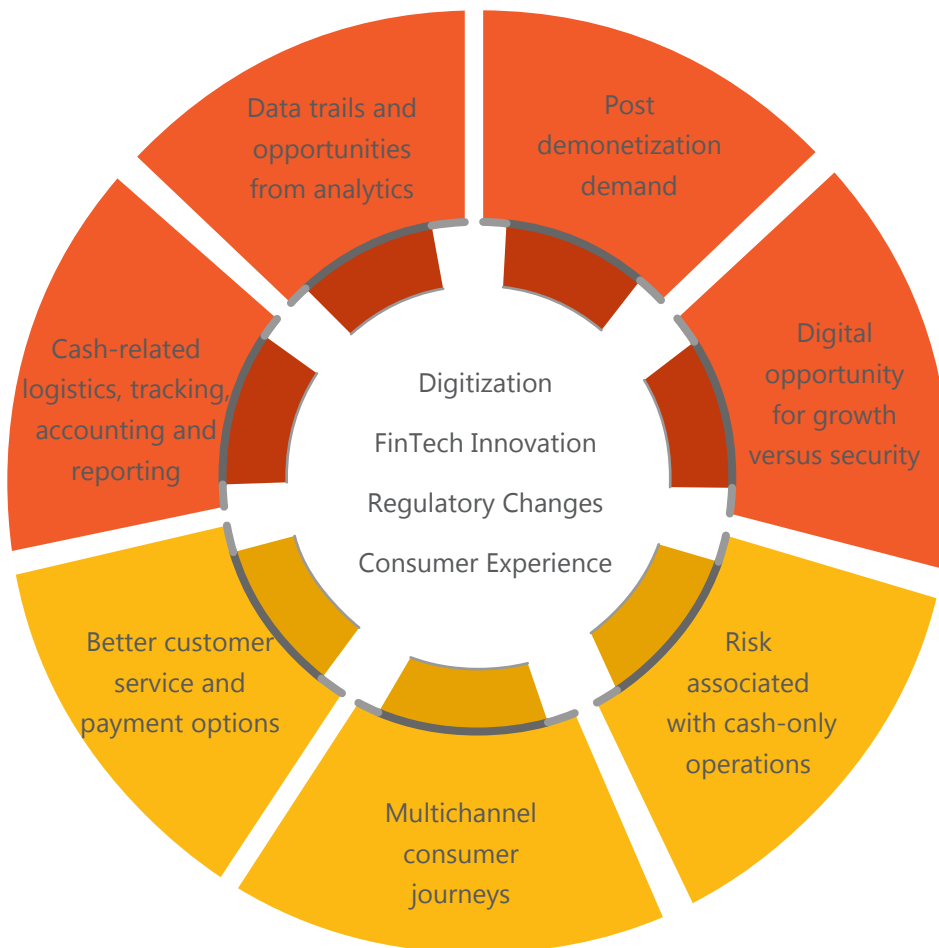 Data trails and
opportunities
from analytics
Post
demonetization
demand
Digital
opportunity
for growth
versus security
Risk
associated
with cash-only
operations
Multichannel
consumer
journeys
Better customer
service and
payment options
Cash-related
logistics, tracking,
accounting and
reporting
Digitization
FinTech Innovation
Regulatory Changes
Consumer Experience